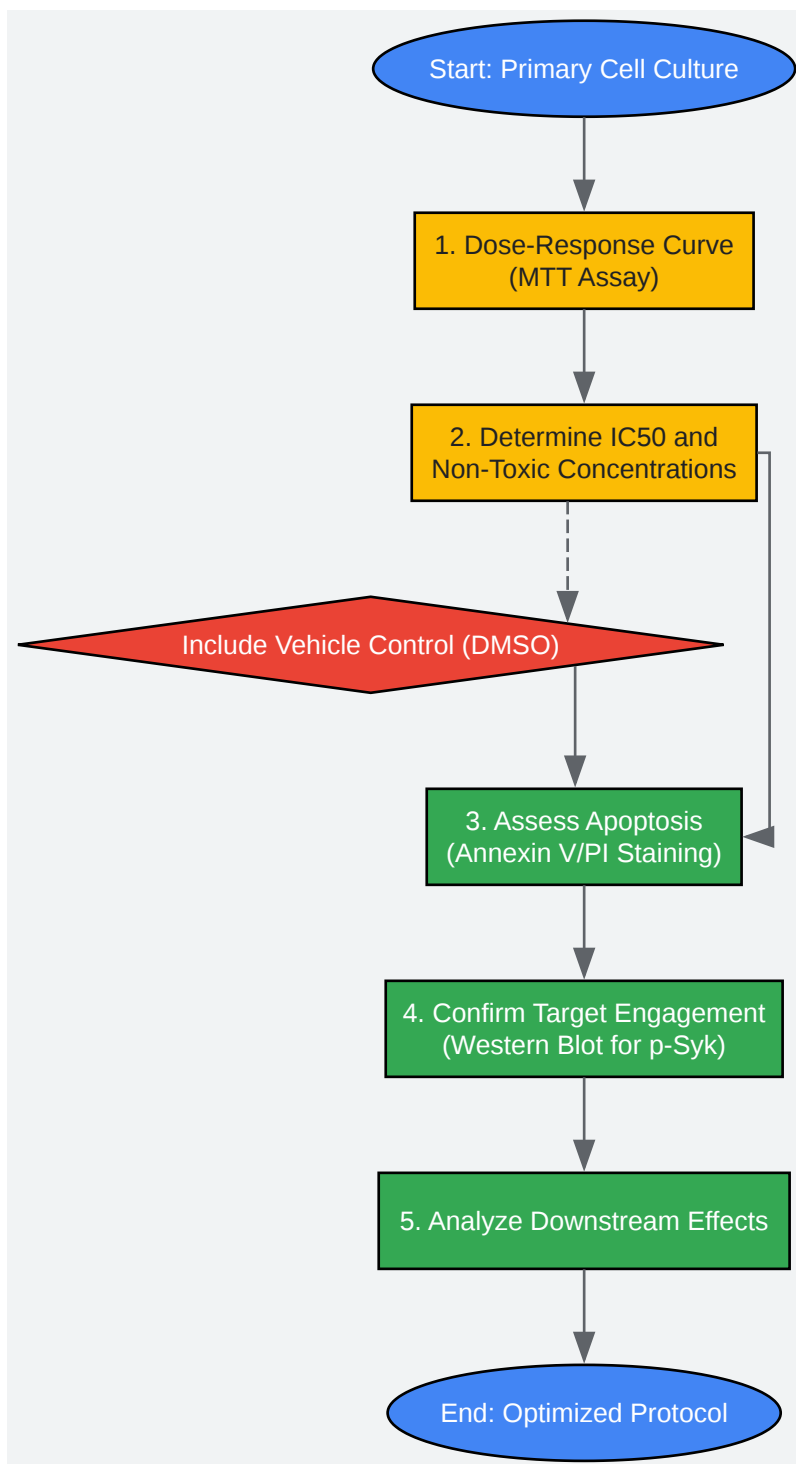 Start: Primary Cell Culture
1. Dose-Response Curve
(MTT Assay)
2. Determine IC50 and
Non-Toxic Concentrations
Include Vehicle Control (DMSO)
3. Assess Apoptosis
(Annexin V/PI Staining)
4. Confirm Target Engagement
(Western Blot for p-Syk)
5. Analyze Downstream Effects
End: Optimized Protocol